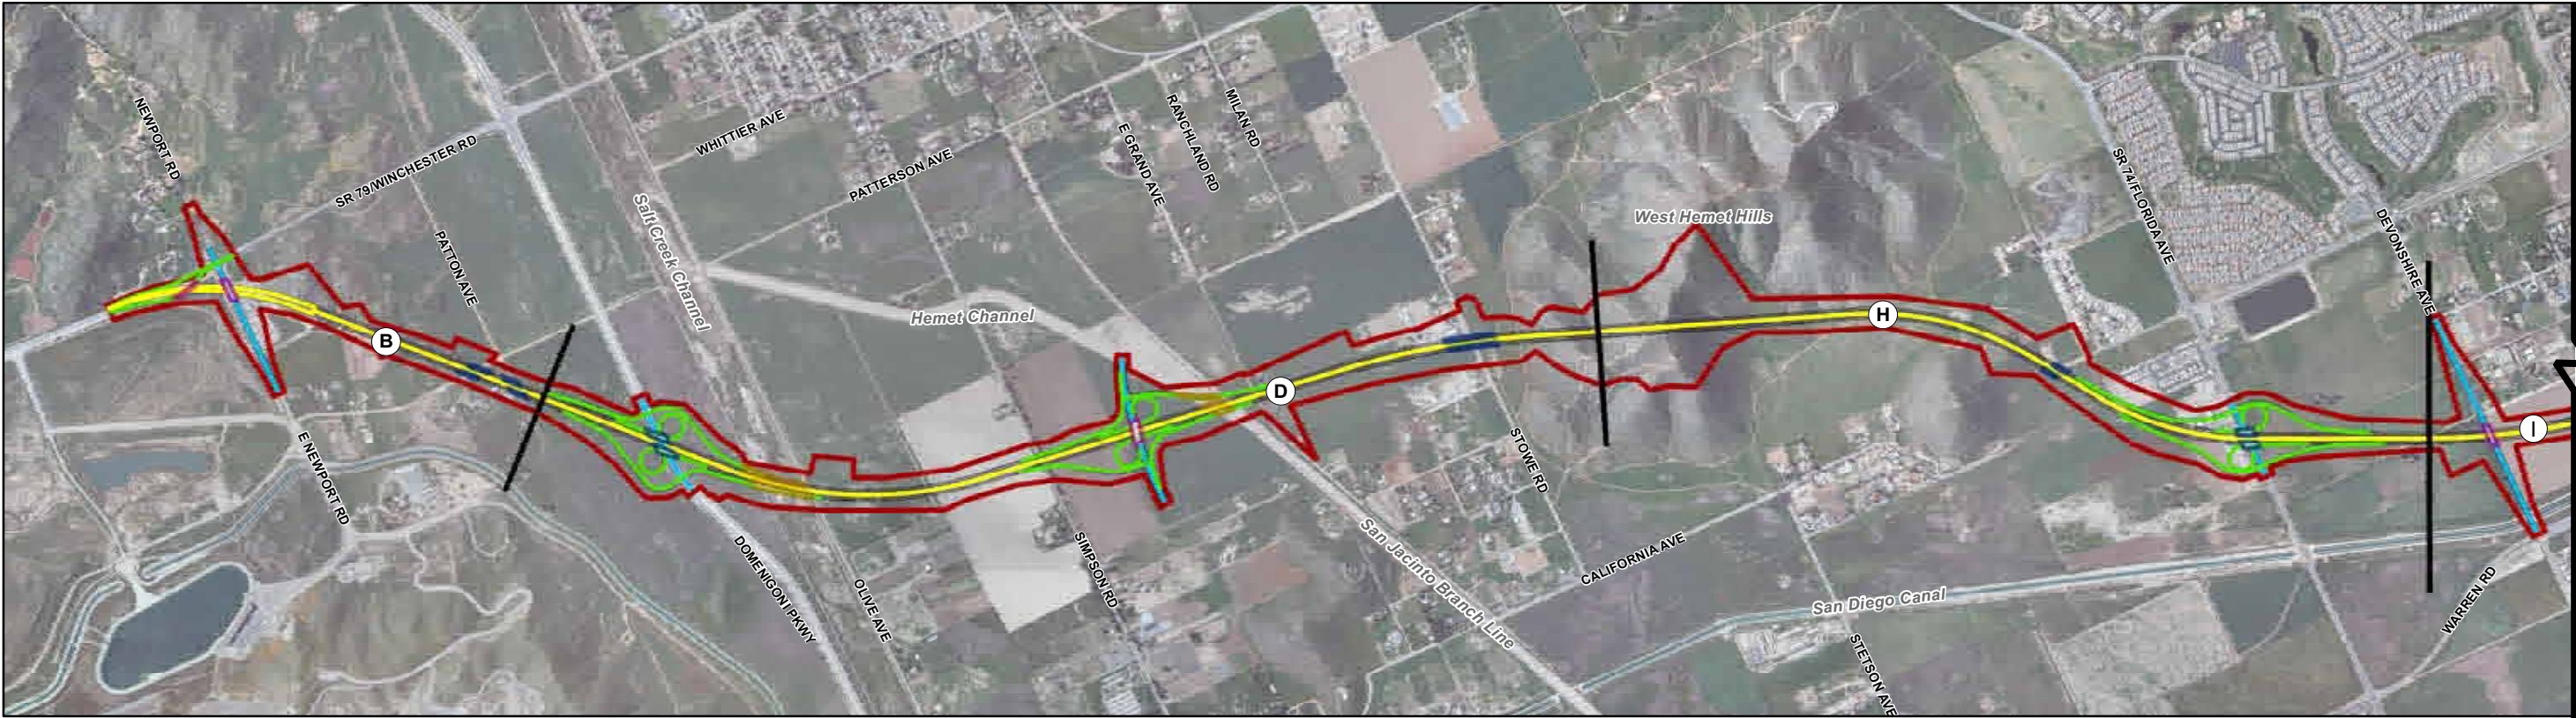 NEWPORT RD
SR 79/WINCHESTER RD
PATTON AVE
B
E NEWPORT RD
Salt Creek Channel
WHITTIER AVE
PATTERSON AVE
Hemet Channel
DOMENIGONI PKWY
OLIVE AVE
SIMPSON RD
E GRAND AVE
RANCHLAND RD
MILAN RD
D
San Jacinto Branch Line
STOWE RD
CALIFORNIA AVE
West Hemet Hills
H
San Diego Canal
STETSON AVE
SR 74/FLORIDA AVE
DEVONSHIRE AVE
I
WARREN RD